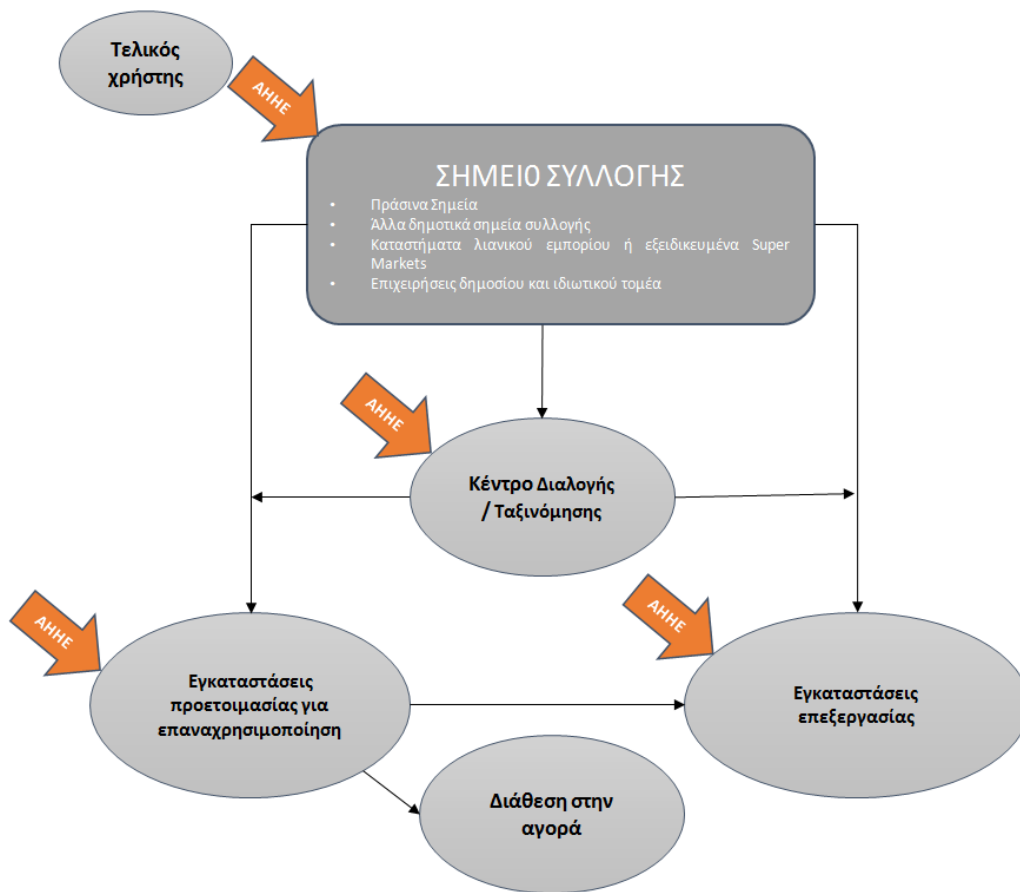 Τελικός
χρήστης
ΑΗΗΕ
ΣΗΜΕΙ0 ΣΥΛΛΟΓΗΣ
• Πράσινα Σημεία
• Άλλα δημοτικά σημεία συλλογής
• Καταστήματα λιανικού εμπορίου ή εξειδικευμένα Super
Markets
• Επιχειρήσεις δημοσίου και ιδιωτικού τομέα
ΑΗΗΕ
Κέντρο Διαλογής
/ Ταξινόμησης
ΑΗΗΕ
Εγκαταστάσεις
προετοιμασίας για
επαναχρησιμοποίηση
ΑΗΗΕ
Εγκαταστάσεις
επεξεργασίας
Διάθεση στην
αγορά